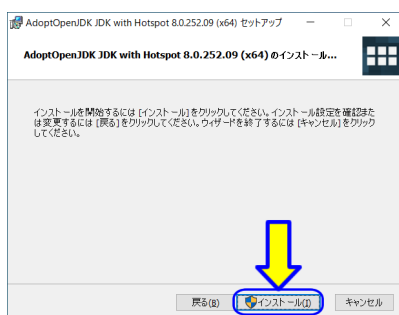 AdoptOpenJDK JDK with Hotspot 8.0.252.09 (x64) セットアップ
AdoptOpenJDK JDK with Hotspot 8.0.252.09 (x64) のインストール...
インストールを開始するには [インストール] をクリックしてください。インストール設定を確認また
は変更するには [戻る] をクリックしてください。ウィザードを終了するには [キャンセル] をクリック
してください。
戻る(B) インストール(I) キャンセル